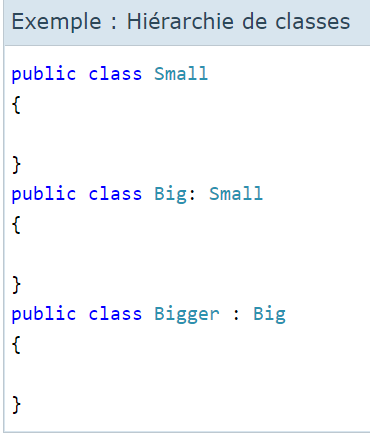 Exemple : Hiérarchie de classes
public class Small
{
}
public class Big: Small
{
}
public class Bigger : Big
{
}